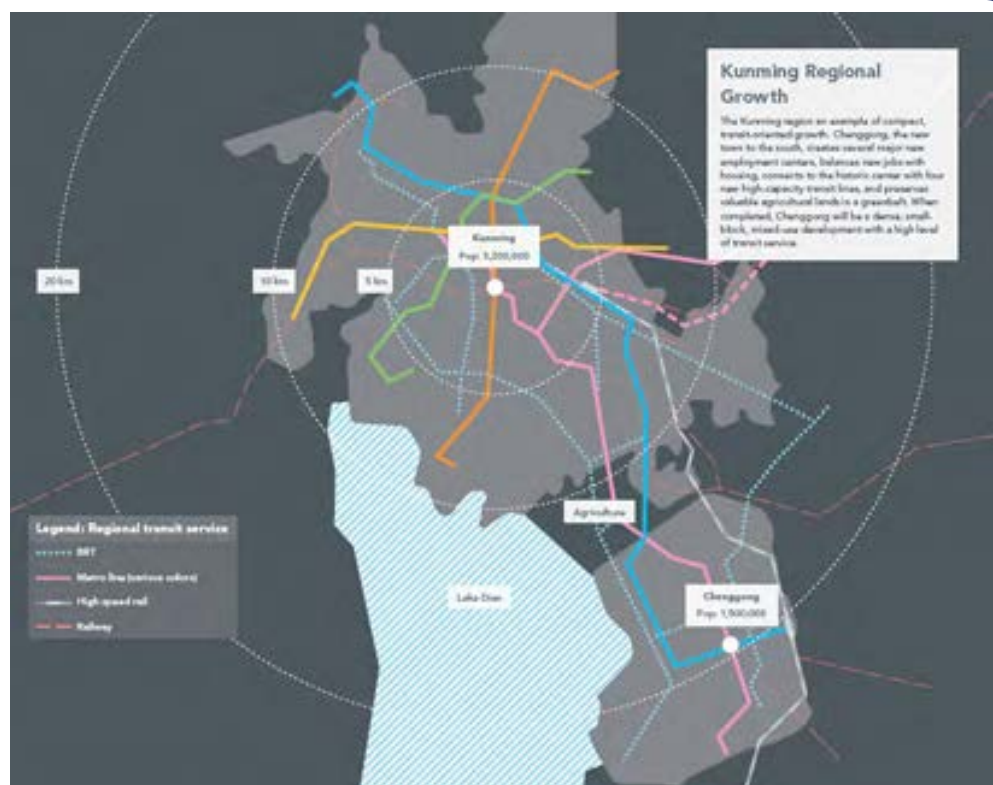 Kunming Regional
Growth
The Kunming region an example of compact,
transit-oriented growth. Chenggong, the new
town to the south, creates several major new
employment centers, balances new jobs with
housing, connects to the historic center with four
new high-capacity transit lines, and preserves
valuable agricultural lands in a greenbelt. When
completed, Chenggong will be a dense, small-
block, mixed-use development with a high level
of transit service.
Kunming
Pop: 3,200,000
20 km
10 km
5 km
Agriculture
Legend: Regional transit service
BRT
Metro line (various colors)
High speed rail
Railway
Lake Dian
Chenggong
Pop: 1,500,000